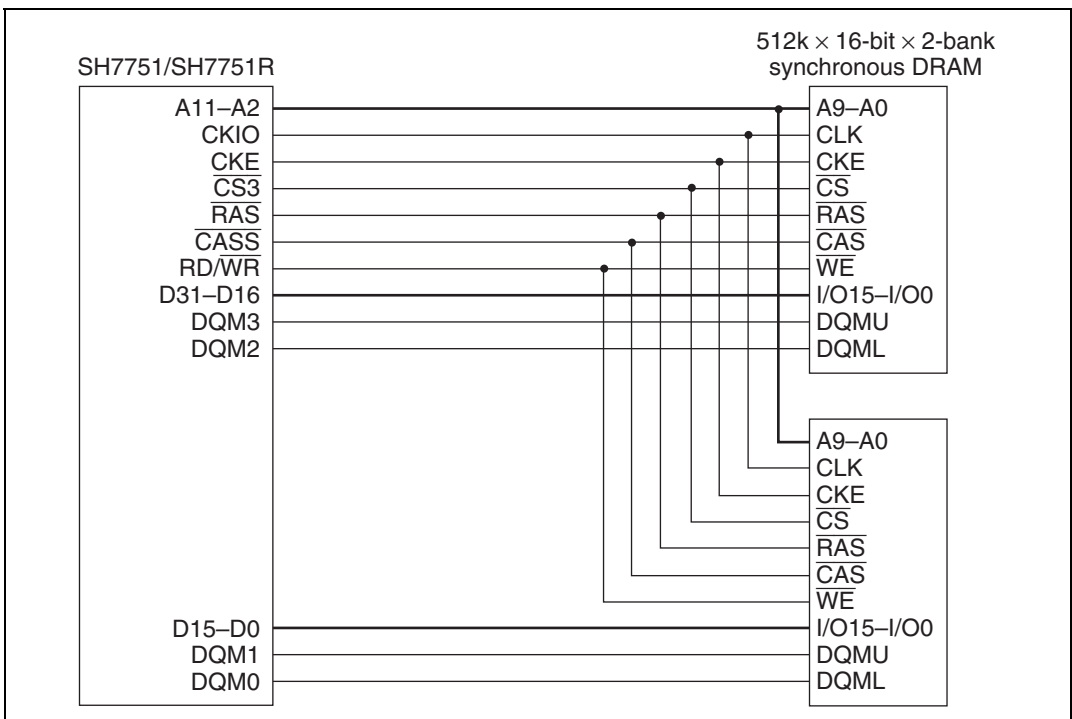 512k × 16-bit × 2-bank
synchronous DRAM
SH7751/SH7751R
A11–A2
CKIO
CKE
CS3
RAS
CASS
RD/WR
D31–D16
DQM3
DQM2
D15–D0
DQM1
DQM0
A9–A0
CLK
CKE
CS
RAS
CAS
WE
I/O15–I/O0
DQMU
DQML
A9–A0
CLK
CKE
CS
RAS
CAS
WE
I/O15–I/O0
DQMU
DQML